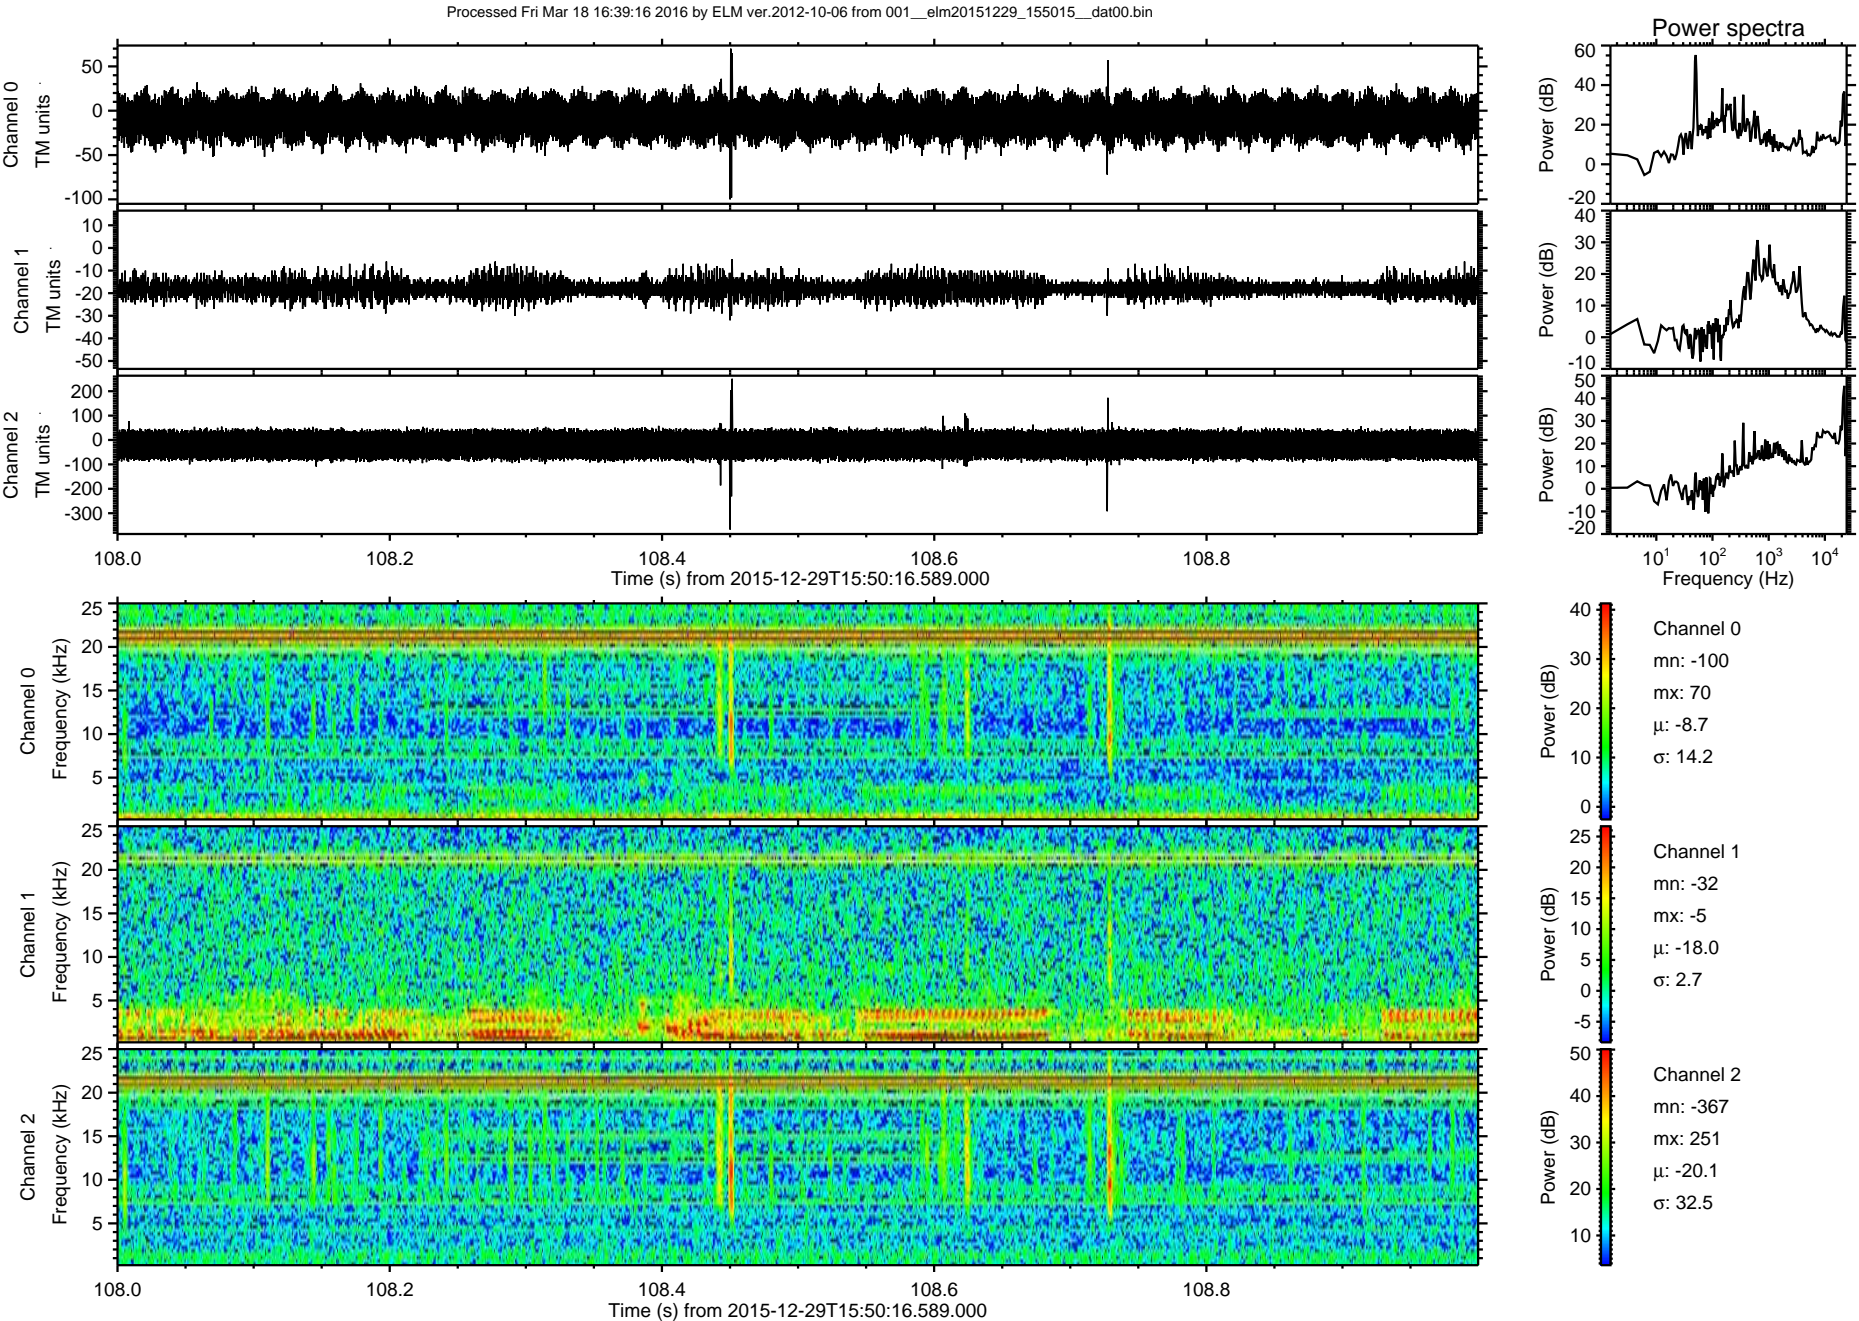 Processed Fri Mar 18 16:39:16 2016 by ELM ver.2012-10-06 from 001__elm20151229_155015__dat00.bin
Power spectra
Channel 0
TM units
50
0
-50
-100
Power (dB)
60
40
20
0
-20
Channel 1
TM units
10
0
-10
-20
-30
-40
-50
Power (dB)
40
30
20
10
0
-10
Channel 2
TM units
200
100
0
-100
-200
-300
Power (dB)
50
40
30
20
10
0
-10
-20
108.0 108.2 108.4 108.6 108.8
Time (s) from 2015-12-29T15:50:16.589.000
10¹ 10² 10³ 10⁴
Frequency (Hz)
Channel 0
Frequency (kHz)
25
20
15
10
5
Power (dB)
40
30
20
10
0
Channel 0
mn: -100
mx: 70
μ: -8.7
σ: 14.2
Channel 1
Frequency (kHz)
25
20
15
10
5
Power (dB)
25
20
15
10
5
0
-5
Channel 1
mn: -32
mx: -5
μ: -18.0
σ: 2.7
Channel 2
Frequency (kHz)
25
20
15
10
5
Power (dB)
50
40
30
20
10
Channel 2
mn: -367
mx: 251
μ: -20.1
σ: 32.5
108.0 108.2 108.4 108.6 108.8
Time (s) from 2015-12-29T15:50:16.589.000